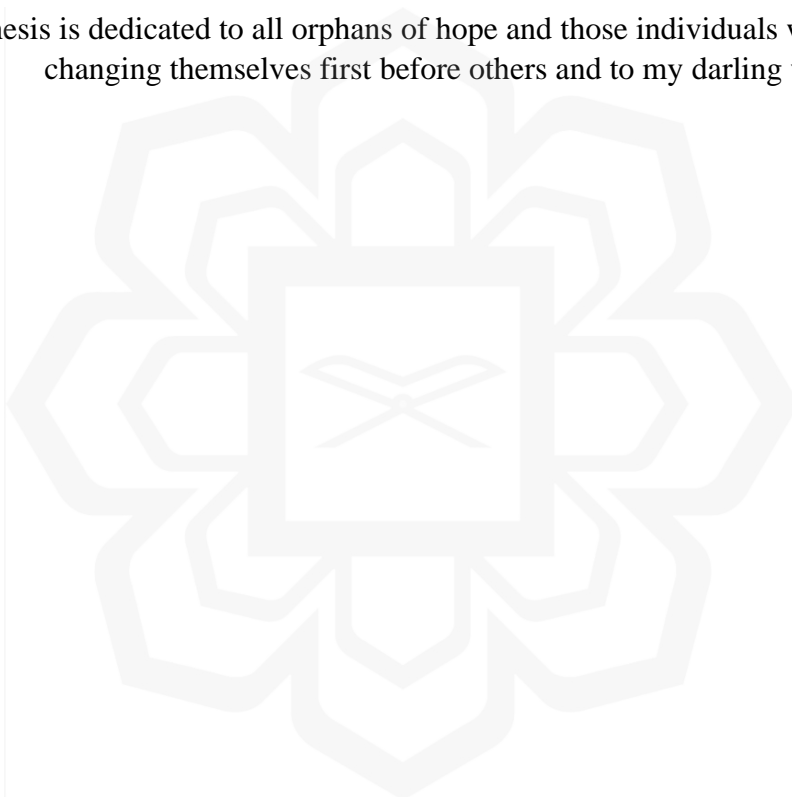 is dedicated to all orphans of hope and those individuals
changing themselves first before others and to my darling